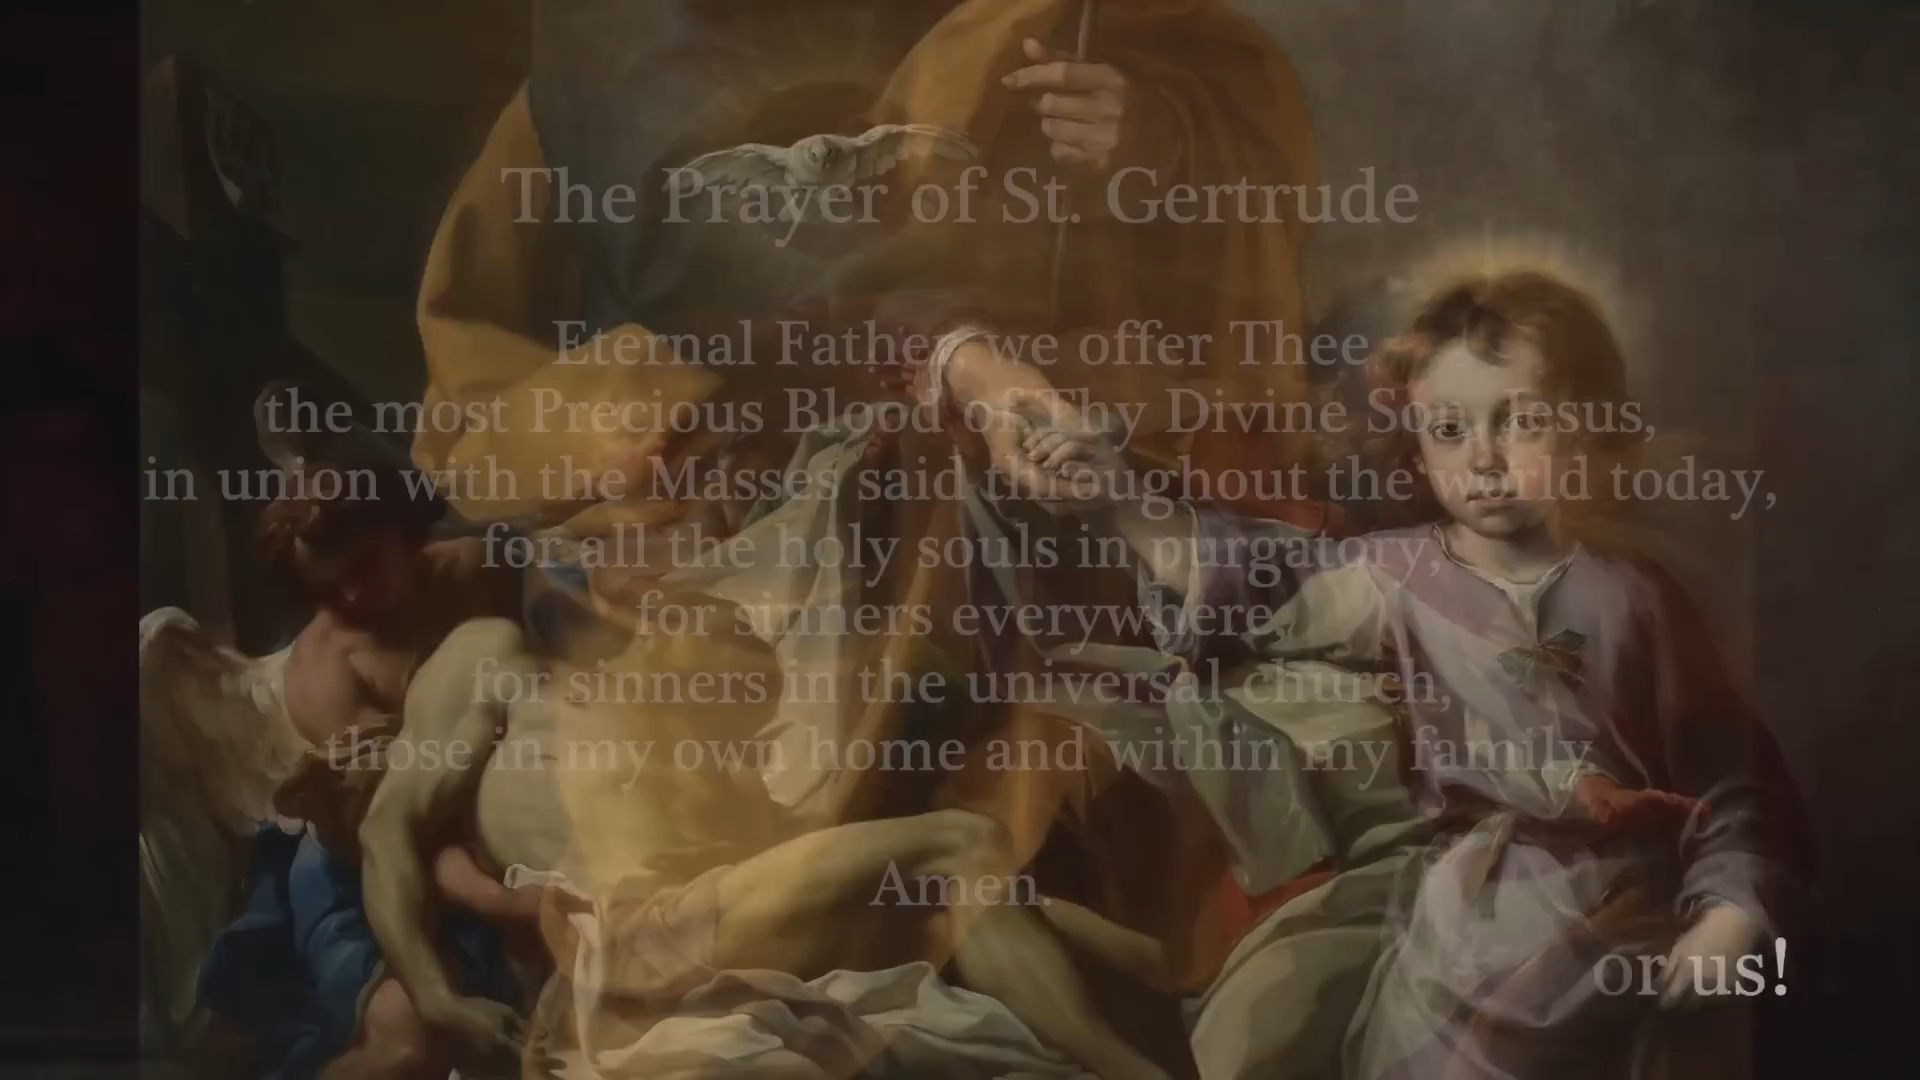 The Prayer of St. Gertrude
Eternal Father, we offer Thee
the most Precious Blood of Thy Divine Son, Jesus,
in union with the Masses said throughout the world today,
for all the holy souls in purgatory,
for sinners everywhere,
for sinners in the universal church,
those in my own home and within my family.
Amen.
or us!